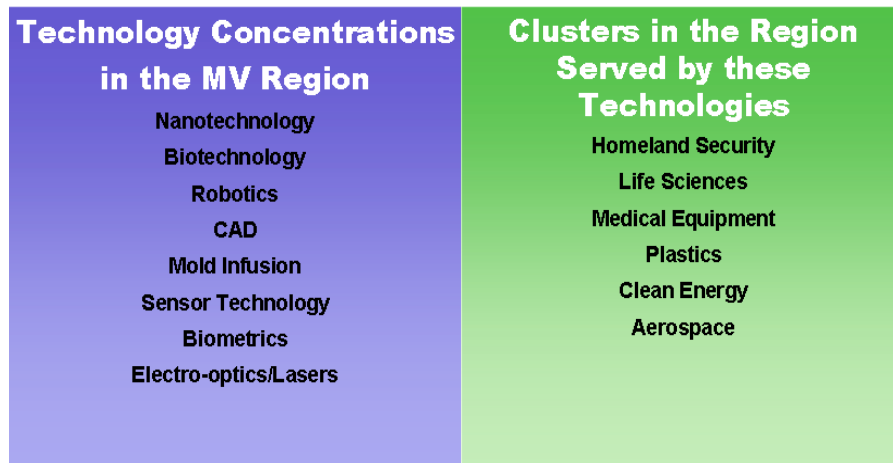 Technology Concentrations
in the MV Region
Nanotechnology
Biotechnology
Robotics
CAD
Mold Infusion
Sensor Technology
Biometrics
Electro-optics/Lasers
Clusters in the Region
Served by these
Technologies
Homeland Security
Life Sciences
Medical Equipment
Plastics
Clean Energy
Aerospace